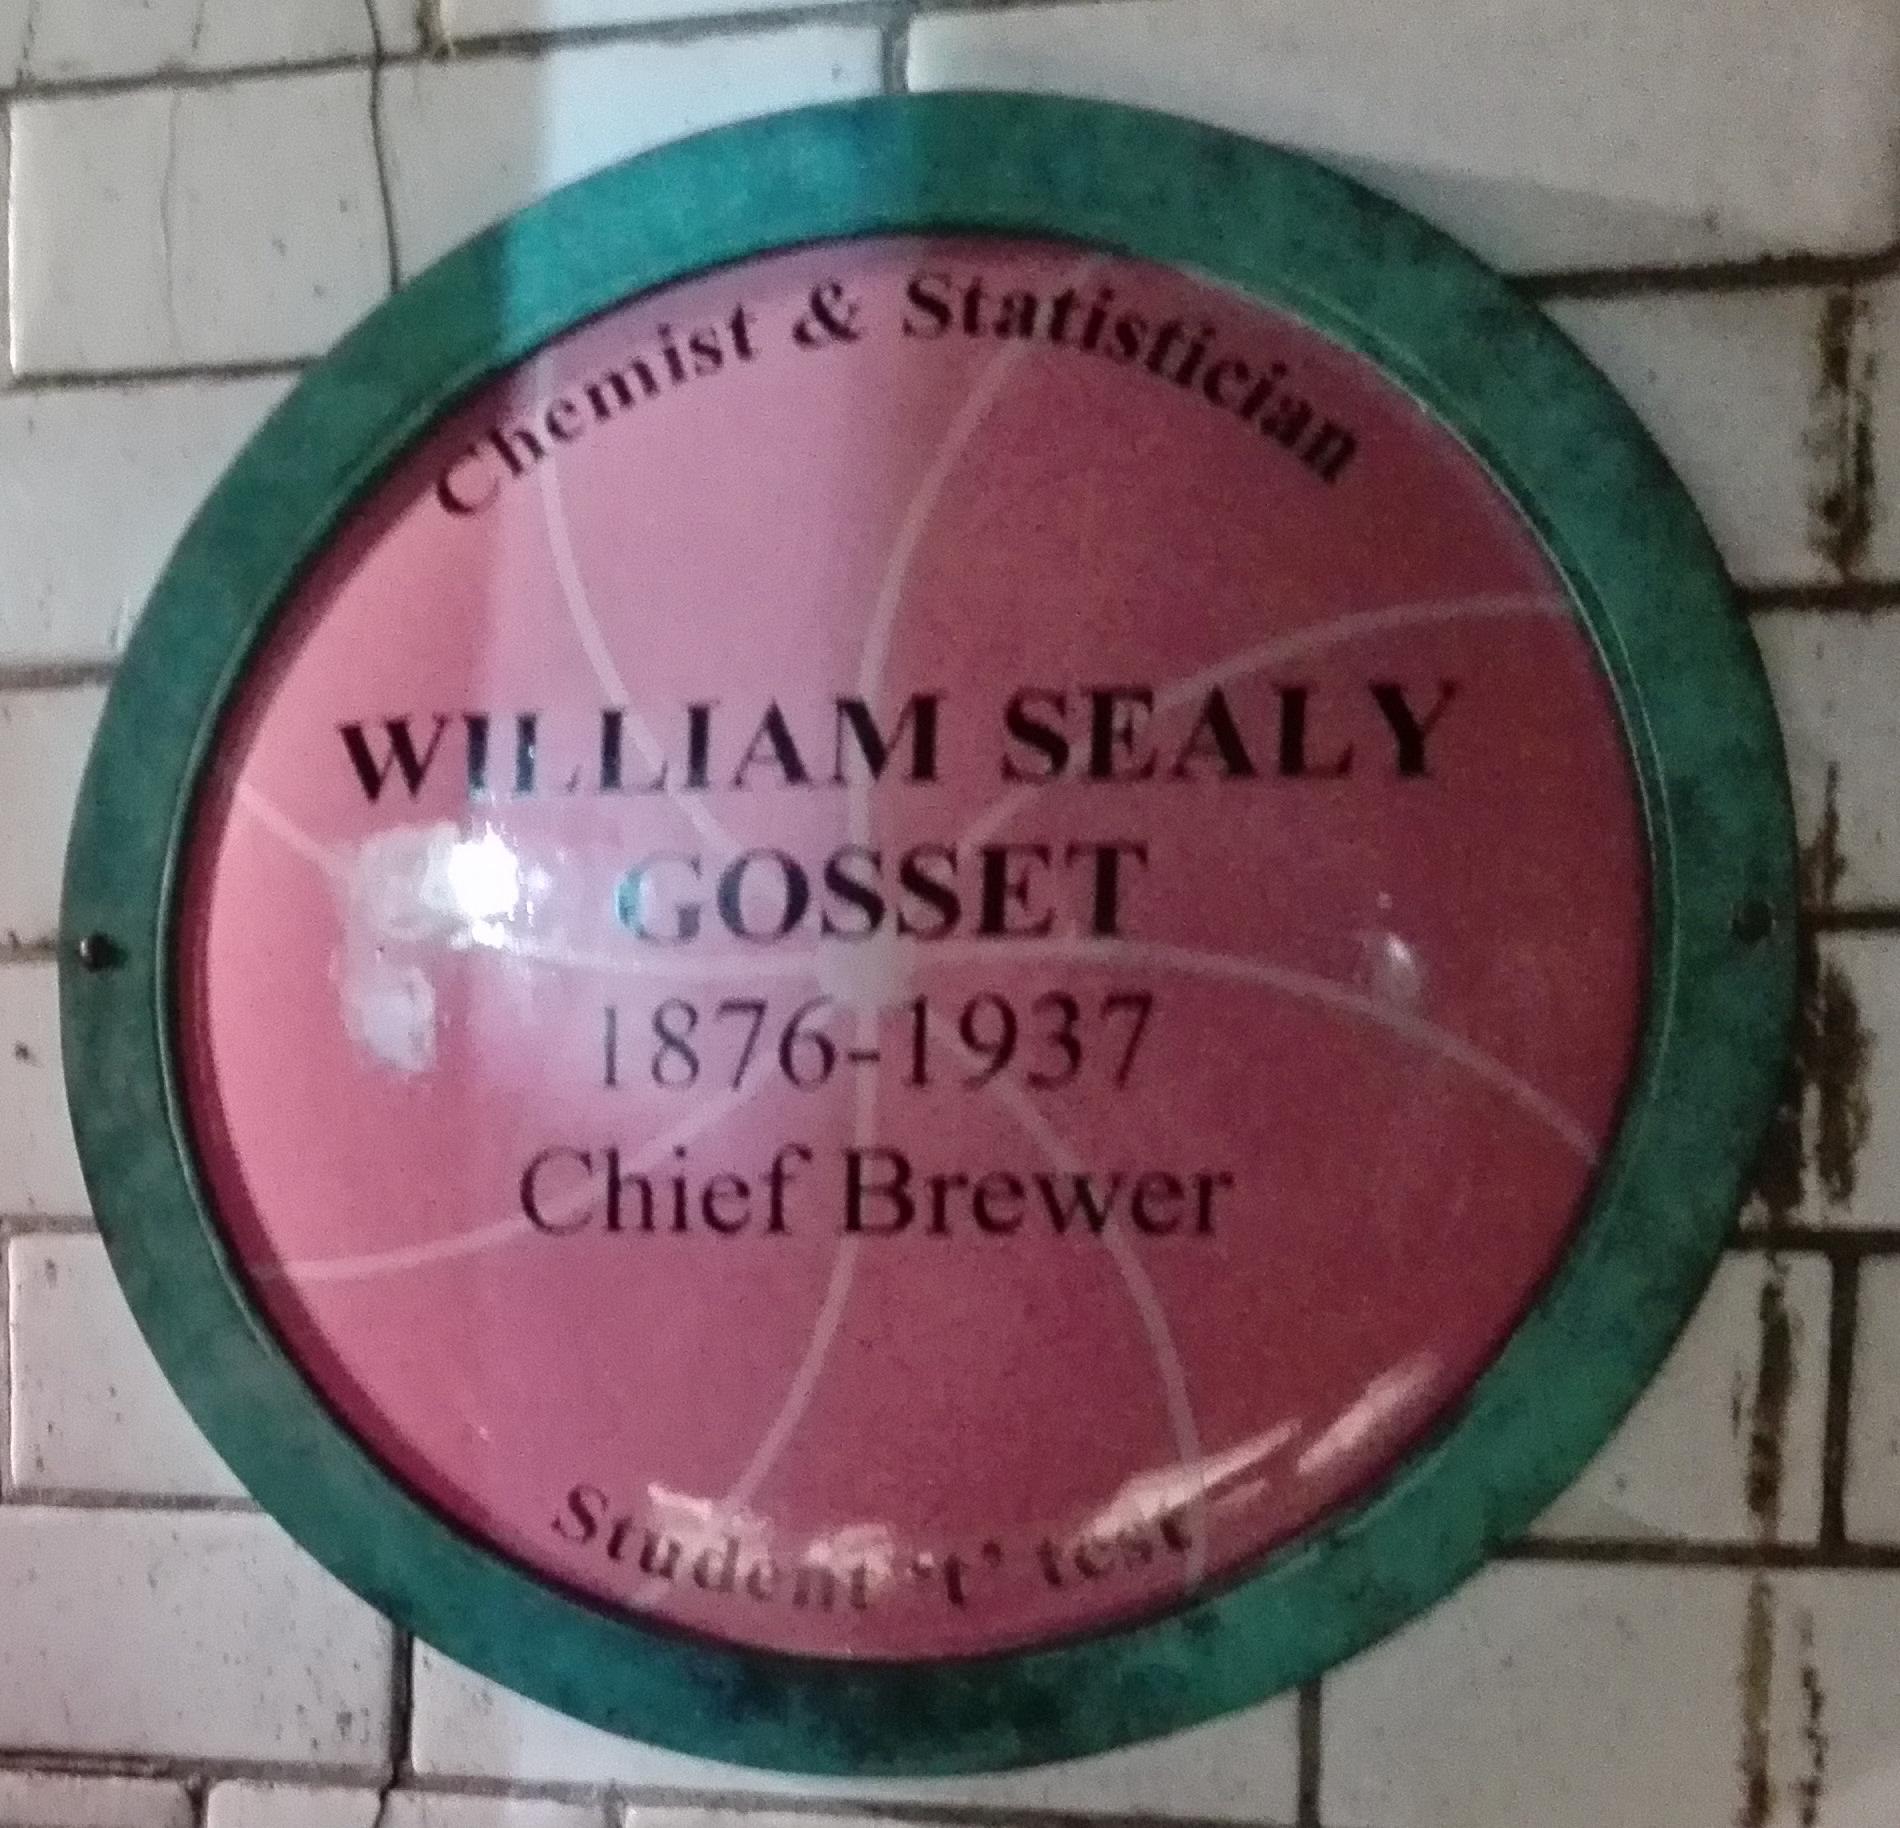 Chemist & Statistician
WILLIAM SEALY
GOSSET
1876-1937
Chief Brewer
Student 't' test